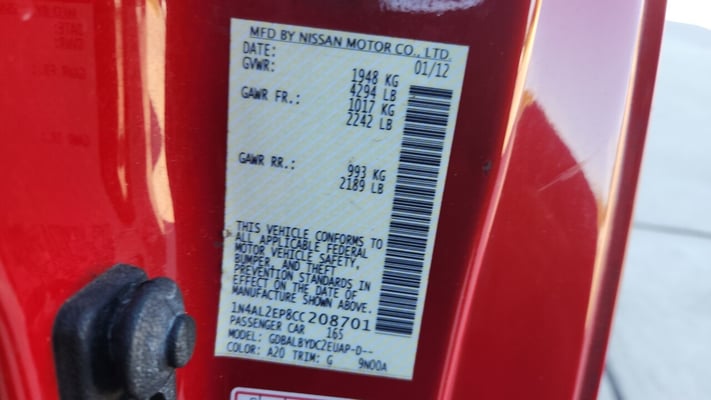 MFD BY NISSAN MOTOR CO., LTD.
DATE: 01/12
GVWR: 1948 KG
4294 LB
GAWR FR.: 1017 KG
2242 LB
GAWR RR.: 993 KG
2189 LB
THIS VEHICLE CONFORMS TO
ALL APPLICABLE FEDERAL
MOTOR VEHICLE SAFETY,
BUMPER, AND THEFT
PREVENTION STANDARDS IN
EFFECT ON THE DATE OF
MANUFACTURE SHOWN ABOVE.
1N4AL2EP8CC208701
PASSENGER CAR 165
MODEL: GDBALBYDC2EUAP-D--
COLOR: A20 TRIM: G 9N00A